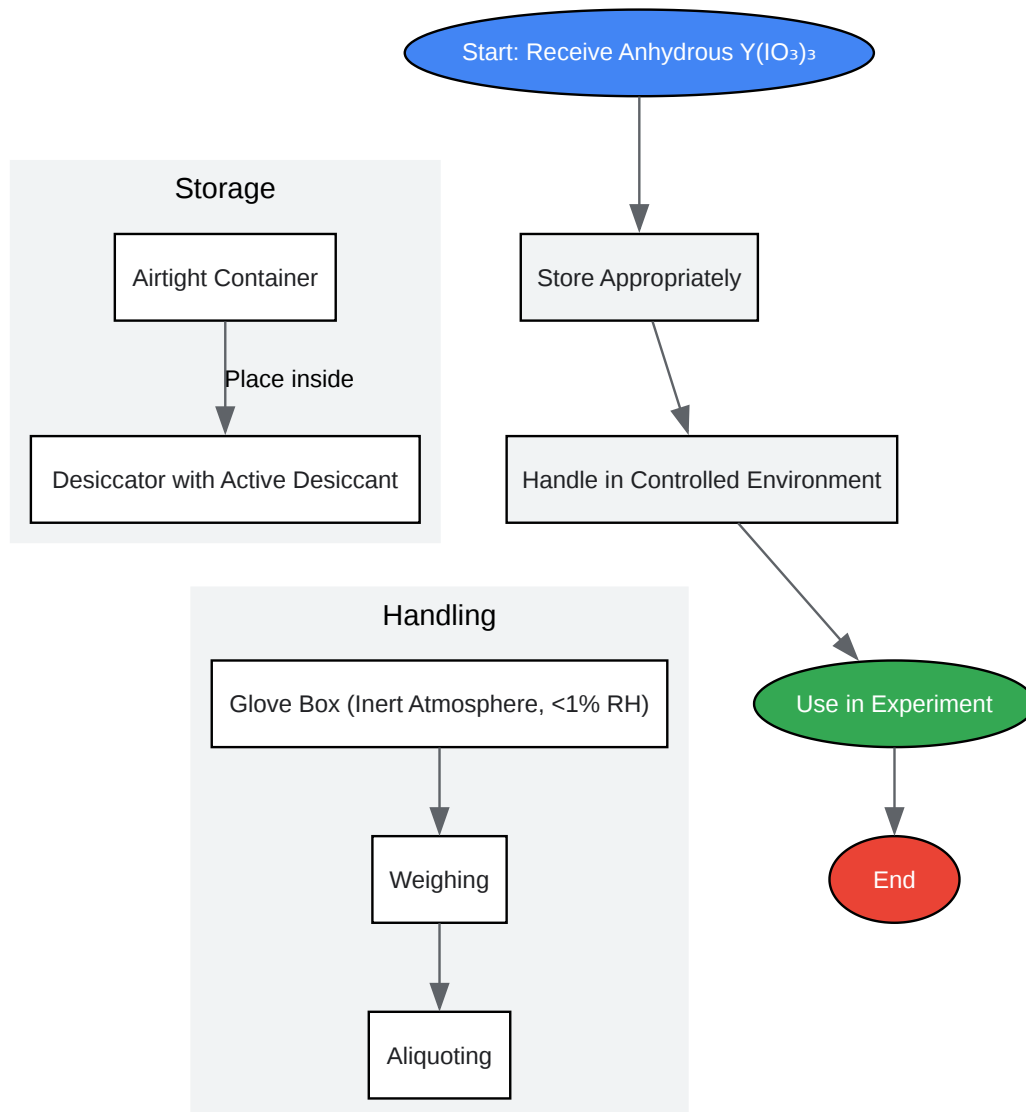 Start: Receive Anhydrous Y(IO₃)₃
Storage
Airtight Container
Store Appropriately
Place inside
Desiccator with Active Desiccant
Handle in Controlled Environment
Handling
Glove Box (Inert Atmosphere, <1% RH)
Use in Experiment
Weighing
End
Aliquoting